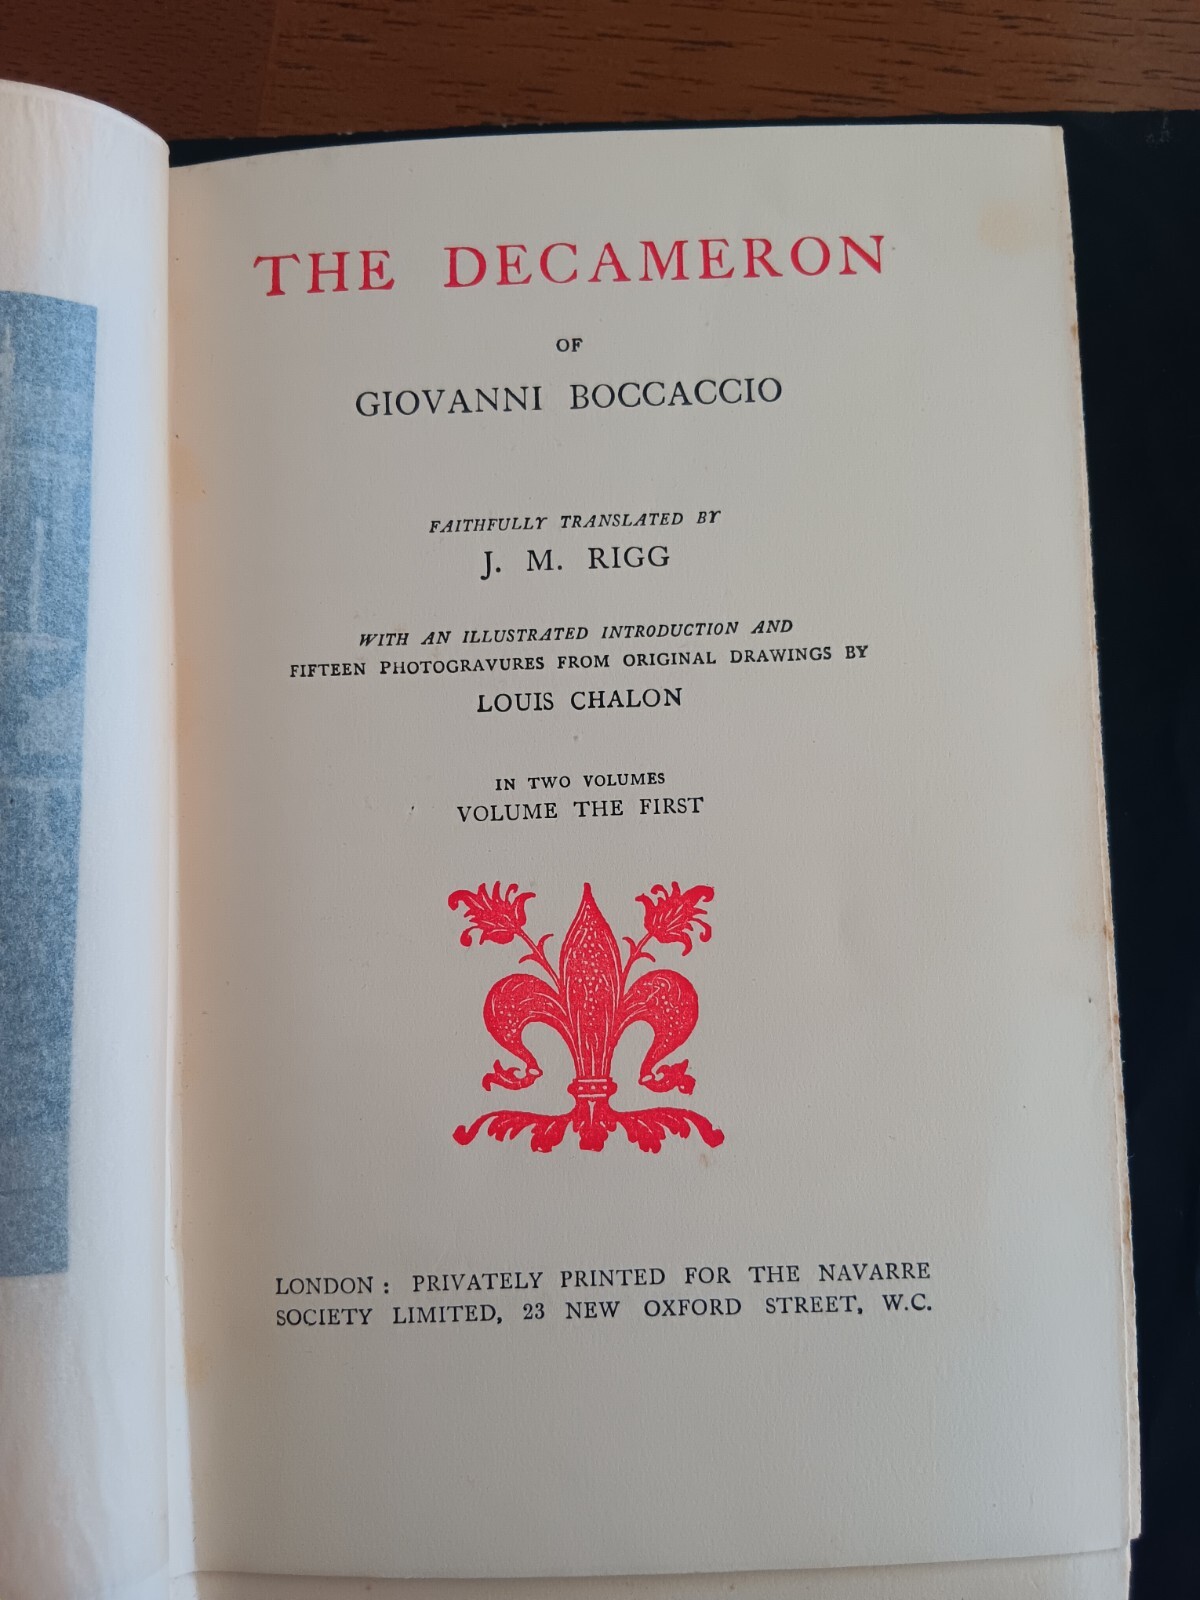 THE DECAMERON
OF
GIOVANNI BOCCACCIO
FAITHFULLY TRANSLATED BY
J. M. RIGG
WITH AN ILLUSTRATED INTRODUCTION AND
FIFTEEN PHOTOGRAVURES FROM ORIGINAL DRAWINGS BY
LOUIS CHALON
IN TWO VOLUMES
VOLUME THE FIRST
LONDON : PRIVATELY PRINTED FOR THE NAVARRE
SOCIETY LIMITED, 23 NEW OXFORD STREET, W.C.